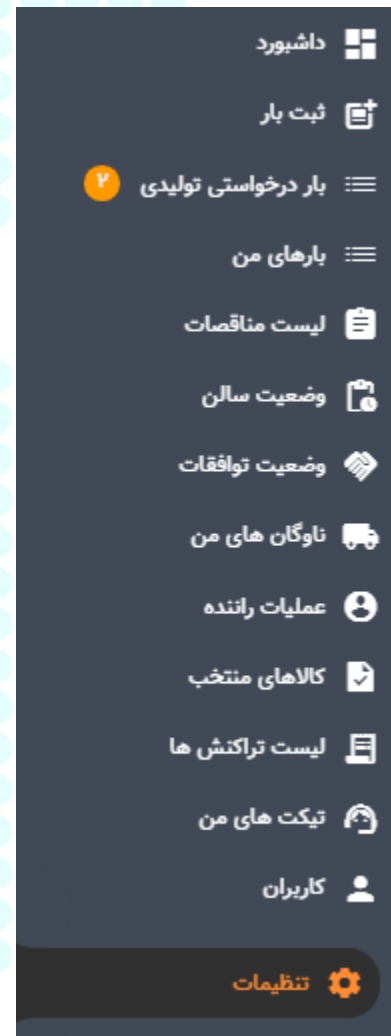 داشبورد
ثبت بار
بار درخواستی تولیدی ۲
بارهای من
لیست مناقصات
وضعیت سالن
وضعیت توافقات
ناوگان های من
عملیات راننده
کالاهای منتخب
لیست تراکنش ها
تیکت های من
کاربران
تنظیمات